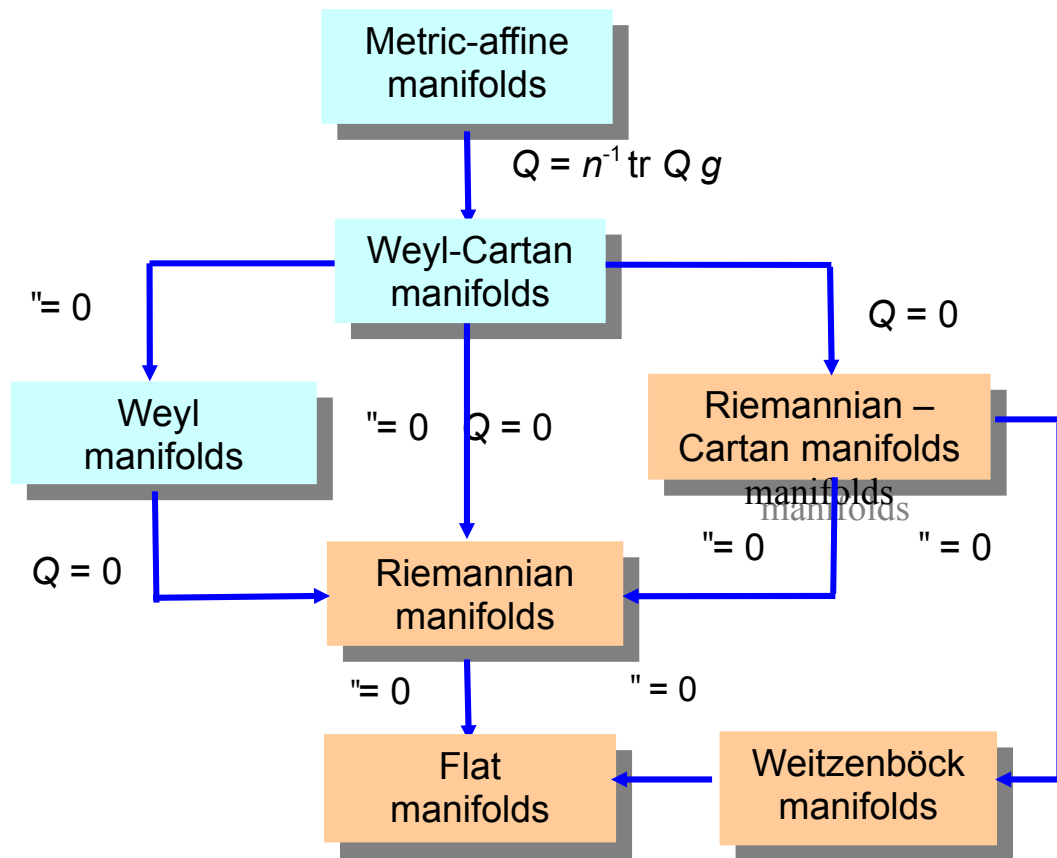 Metric-affine
manifolds
Q = n⁻¹ tr Q g
Weyl-Cartan
manifolds
"= 0
Q = 0
Weyl
manifolds
"= 0 Q = 0
Riemannian –
Cartan manifolds
manifolds
manifolds
Q = 0
"= 0
" = 0
Riemannian
manifolds
"= 0
" = 0
Flat
manifolds
Weitzenböck
manifolds